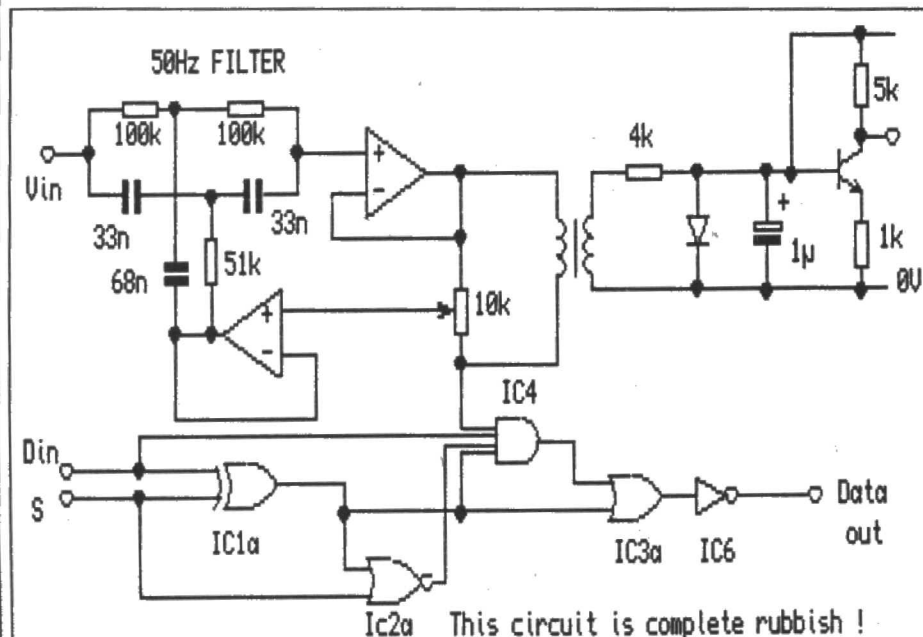 50Hz FILTER
100k
100k
Vin
33n
33n
68n
51k
+
-
+
-
10k
4k
+
1µ
5k
1k
0V
IC4
Din
S
IC1a
Ic2a
IC3a
IC6
Data
out
This circuit is complete rubbish !